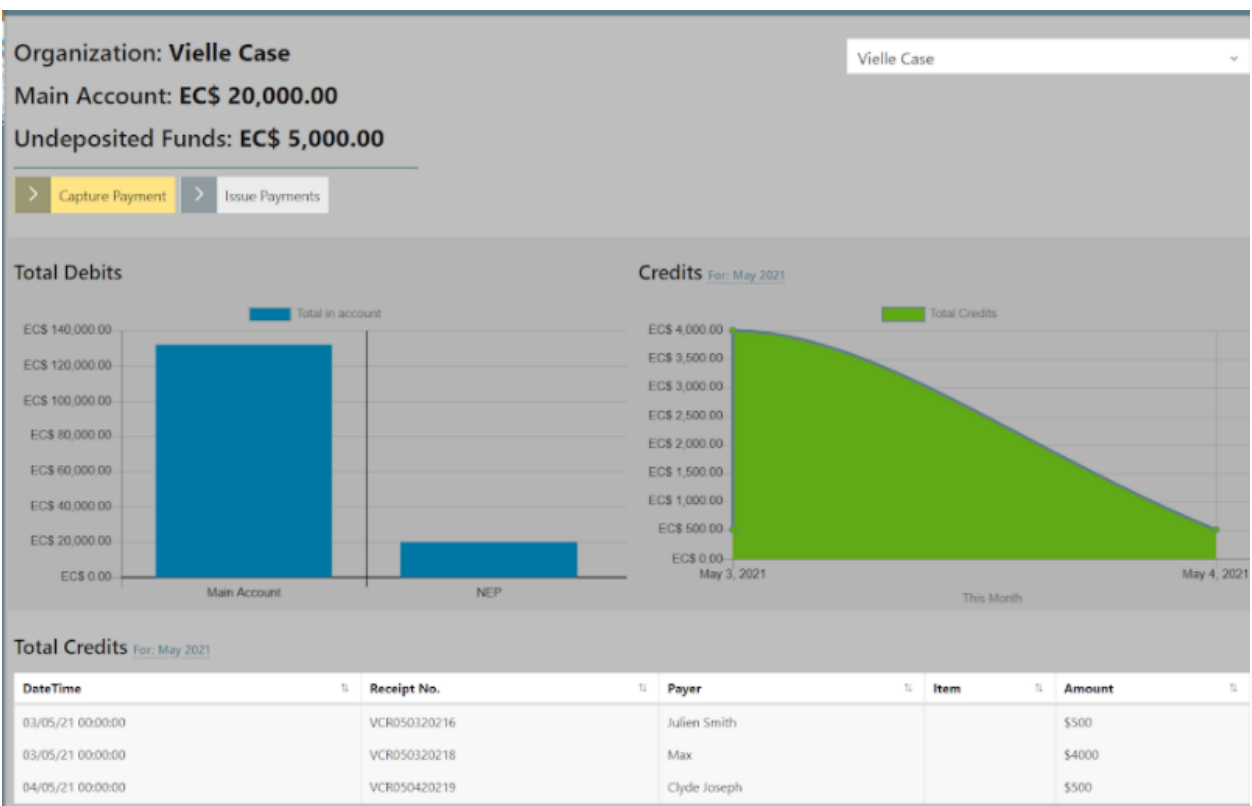 Organization: Vielle Case
Vielle Case
Main Account: EC$ 20,000.00
Undeposited Funds: EC$ 5,000.00
Capture Payment
Issue Payments
Total Debits
Total in account
EC$ 140,000.00
EC$ 120,000.00
EC$ 100,000.00
EC$ 80,000.00
EC$ 60,000.00
EC$ 40,000.00
EC$ 20,000.00
EC$ 0.00
Main Account NEP
Credits For: May 2021
Total Credits
EC$ 4,000.00
EC$ 3,500.00
EC$ 3,000.00
EC$ 2,500.00
EC$ 2,000.00
EC$ 1,500.00
EC$ 1,000.00
EC$ 500.00
EC$ 0.00
May 3, 2021 May 4, 2021
This Month
Total Credits For: May 2021
DateTime Receipt No. Payer Item Amount
03/05/21 00:00:00 VCR050320216 Julien Smith $500
03/05/21 00:00:00 VCR050320218 Max $4000
04/05/21 00:00:00 VCR050420219 Clyde Joseph $500